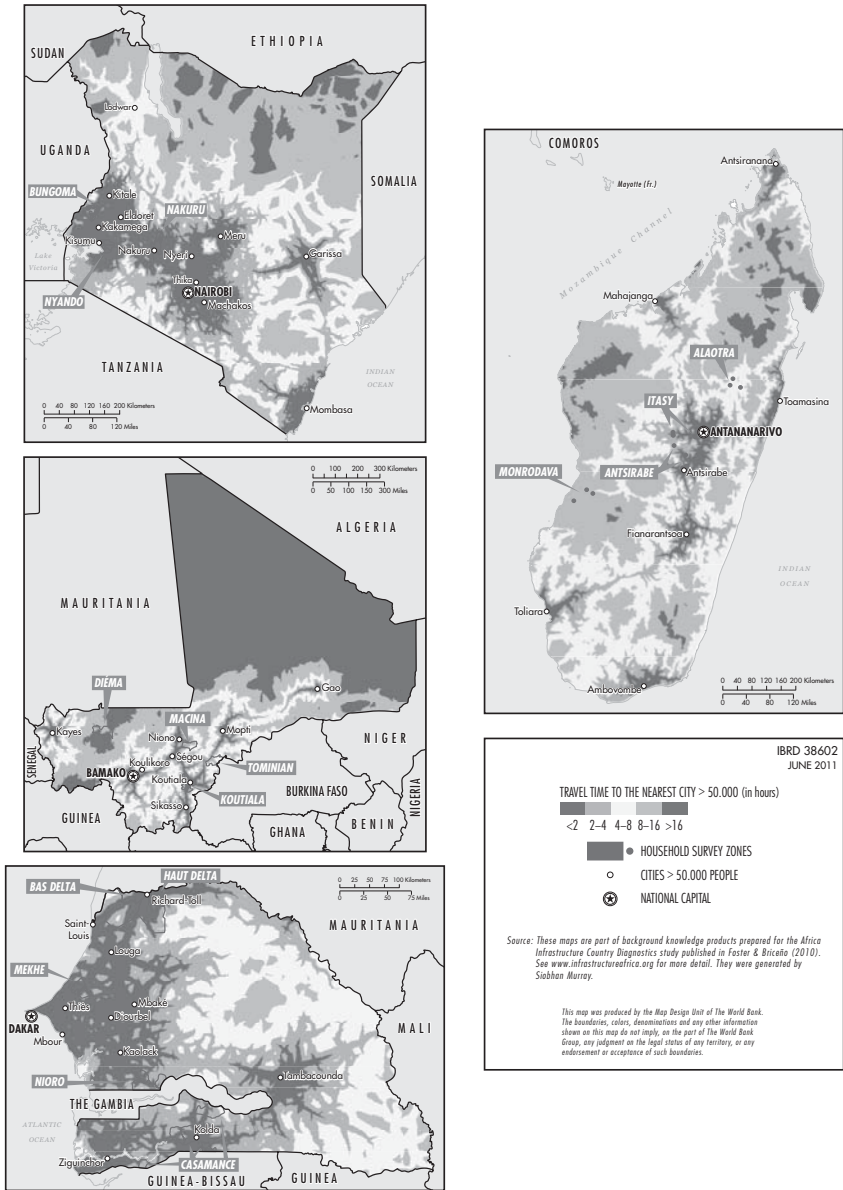 SUDAN
ETHIOPIA
Lodwar
UGANDA
SOMALIA
BUNGOMA
Kitale
NAKURU
Eldoret
Kakamega
Kisumu
Nakuru
Nyeri
Meru
Garissa
Lake
Victoria
Thika
NAIROBI
Machakos
NYANDO
TANZANIA
INDIAN
OCEAN
Mombasa
0 40 80 120 160 200 Kilometers
0 40 80 120 Miles
COMOROS
Antsiranana
Mayotte (Fr.)
Mozambique Channel
Mahajanga
ALAOTRA
ITASY
Toamasina
ANTANANARIVO
MONRODAVA
ANTSIRABE
Antsirabe
Fianarantsoa
INDIAN
OCEAN
Toliara
Ambovombe
0 40 80 120 160 200 Kilometers
0 40 80 120 Miles
0 100 200 300 Kilometers
0 50 100 150 300 Miles
ALGERIA
MAURITANIA
DIÉMA
Gao
Kayes
MACINA
Niono
Mopti
NIGER
SENEGAL
Koulikoro
Ségou
BAMAKO
TOMINIAN
Koutiala
KOUTIALA
BURKINA FASO
Sikasso
NIGERIA
GUINEA
GHANA
BENIN
IBRD 38602
JUNE 2011
TRAVEL TIME TO THE NEAREST CITY > 50.000 (in hours)
<2 2–4 4–8 8–16 >16
HOUSEHOLD SURVEY ZONES
CITIES > 50.000 PEOPLE
NATIONAL CAPITAL
Source: These maps are part of background knowledge products prepared for the Africa
Infrastructure Country Diagnostics study published in Foster & Briceño (2010).
See www.infrastructureafrica.org for more detail. They were generated by
Siobhan Murray.
This map was produced by the Map Design Unit of The World Bank.
The boundaries, colors, denominations and any other information
shown on this map do not imply, on the part of The World Bank
Group, any judgment on the legal status of any territory, or any
endorsement or acceptance of such boundaries.
HAUT DELTA
BAS DELTA
0 25 50 75 100 Kilometers
0 25 50 75 Miles
Richard-Toll
Saint-
Louis
MAURITANIA
Louga
MEKHE
Mbaké
Thiès
Diourbel
DAKAR
MALI
Mbour
Kaolack
Tambacounda
NIORO
THE GAMBIA
ATLANTIC
OCEAN
Kolda
Ziguinchor
CASAMANCE
GUINEA-BISSAU
GUINEA